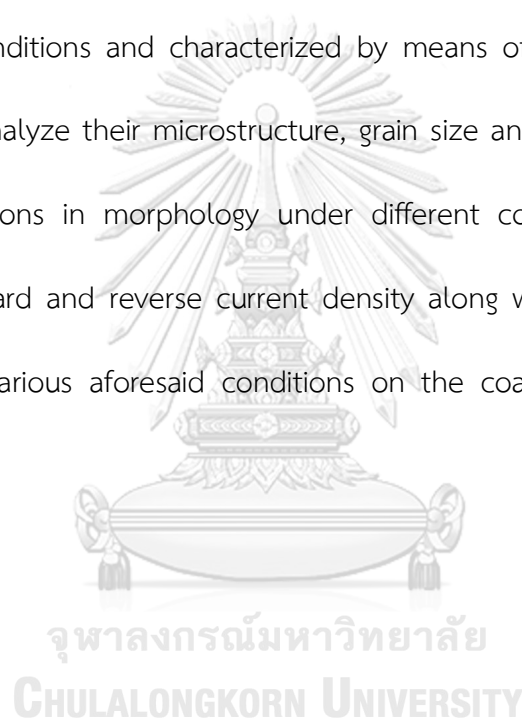 nditions and characterized by means of
nalyze their microstructure, grain size an
ons in morphology under different co
ard and reverse current density along w
arious aforesaid conditions on the coa
จุฬาลงกรณ์มหาวิทยาลัย
CHULALONGKORN UNIVERSITY